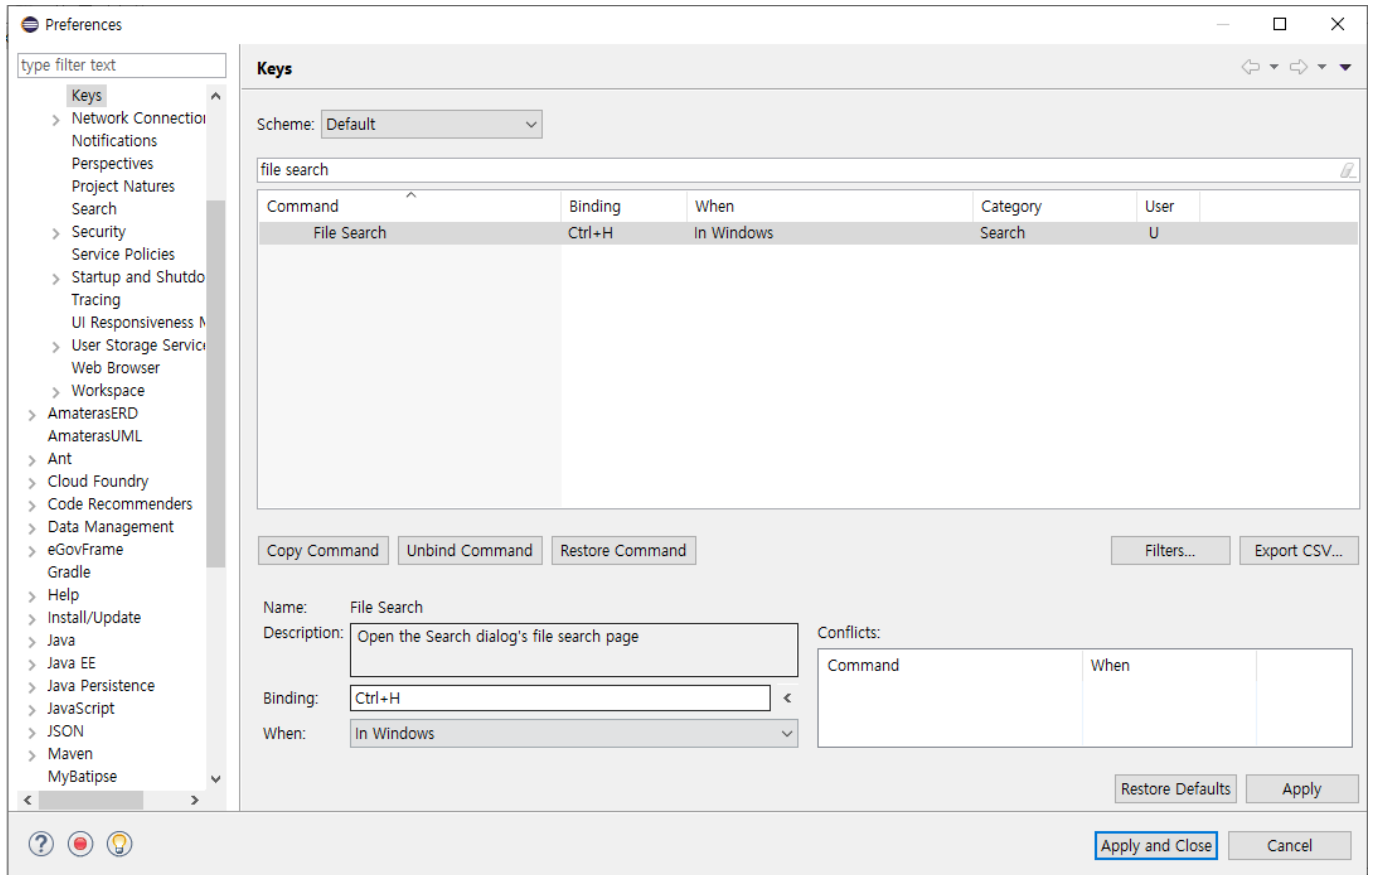 Preferences
type filter text
Keys
Network Connection
Notifications
Perspectives
Project Natures
Search
Security
Service Policies
Startup and Shutdo
Tracing
UI Responsiveness M
User Storage Service
Web Browser
Workspace
AmaterasERD
AmaterasUML
Ant
Cloud Foundry
Code Recommenders
Data Management
eGovFrame
Gradle
Help
Install/Update
Java
Java EE
Java Persistence
JavaScript
JSON
Maven
MyBatipse
Keys
Scheme: Default
file search
Command Binding When Category User
File Search Ctrl+H In Windows Search U
Copy Command Unbind Command Restore Command Filters... Export CSV...
Name: File Search
Description: Open the Search dialog's file search page
Binding: Ctrl+H
When: In Windows
Conflicts:
Command When
Restore Defaults Apply
Apply and Close Cancel